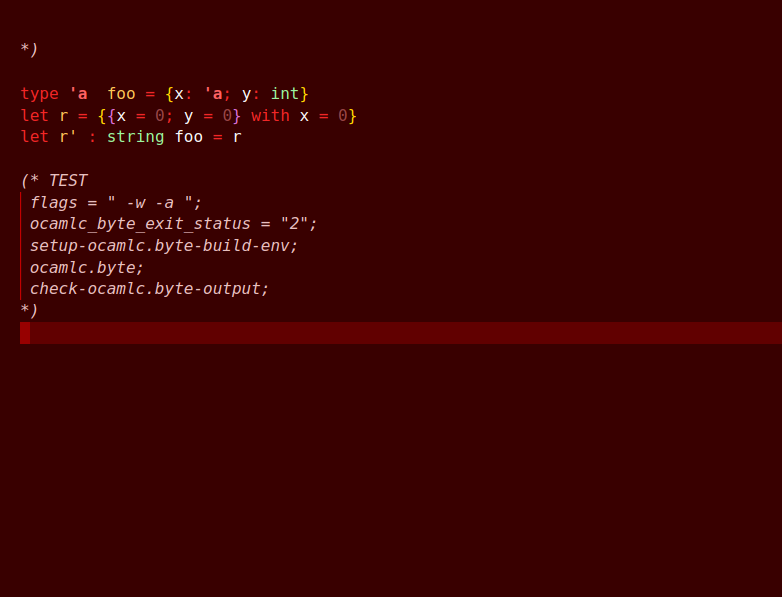 *)
type 'a  foo = {x: 'a; y: int}
let r = {{x = 0; y = 0} with x = 0}
let r' : string foo = r
(* TEST
 flags = " -w -a ";
 ocamlc_byte_exit_status = "2";
 setup-ocamlc.byte-build-env;
 ocamlc.byte;
 check-ocamlc.byte-output;
*)